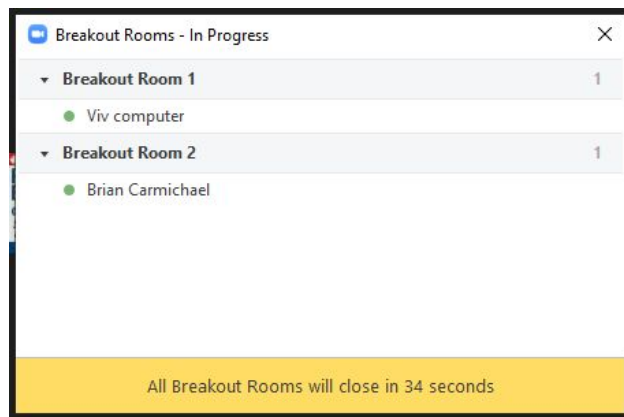 Breakout Rooms - In Progress
Breakout Room 1 1
Viv computer
Breakout Room 2 1
Brian Carmichael
All Breakout Rooms will close in 34 seconds